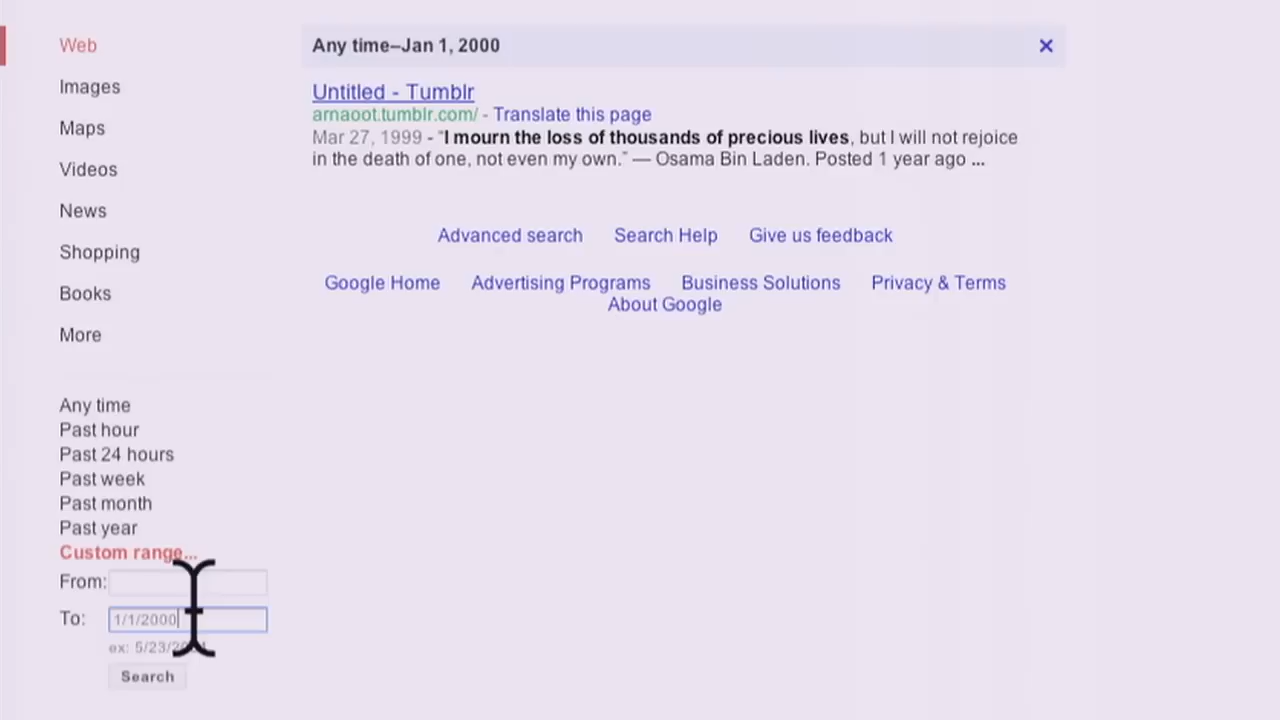 Web
Images
Maps
Videos
News
Shopping
Books
More
Any time
Past hour
Past 24 hours
Past week
Past month
Past year
Custom range...
From:
To: 1/1/2000
ex: 5/23/2
Search
Any time–Jan 1, 2000
Untitled - Tumblr
arnaoot.tumblr.com/ - Translate this page
Mar 27, 1999 - "I mourn the loss of thousands of precious lives, but I will not rejoice
in the death of one, not even my own." — Osama Bin Laden. Posted 1 year ago ...
Advanced search Search Help Give us feedback
Google Home Advertising Programs Business Solutions Privacy & Terms
About Google